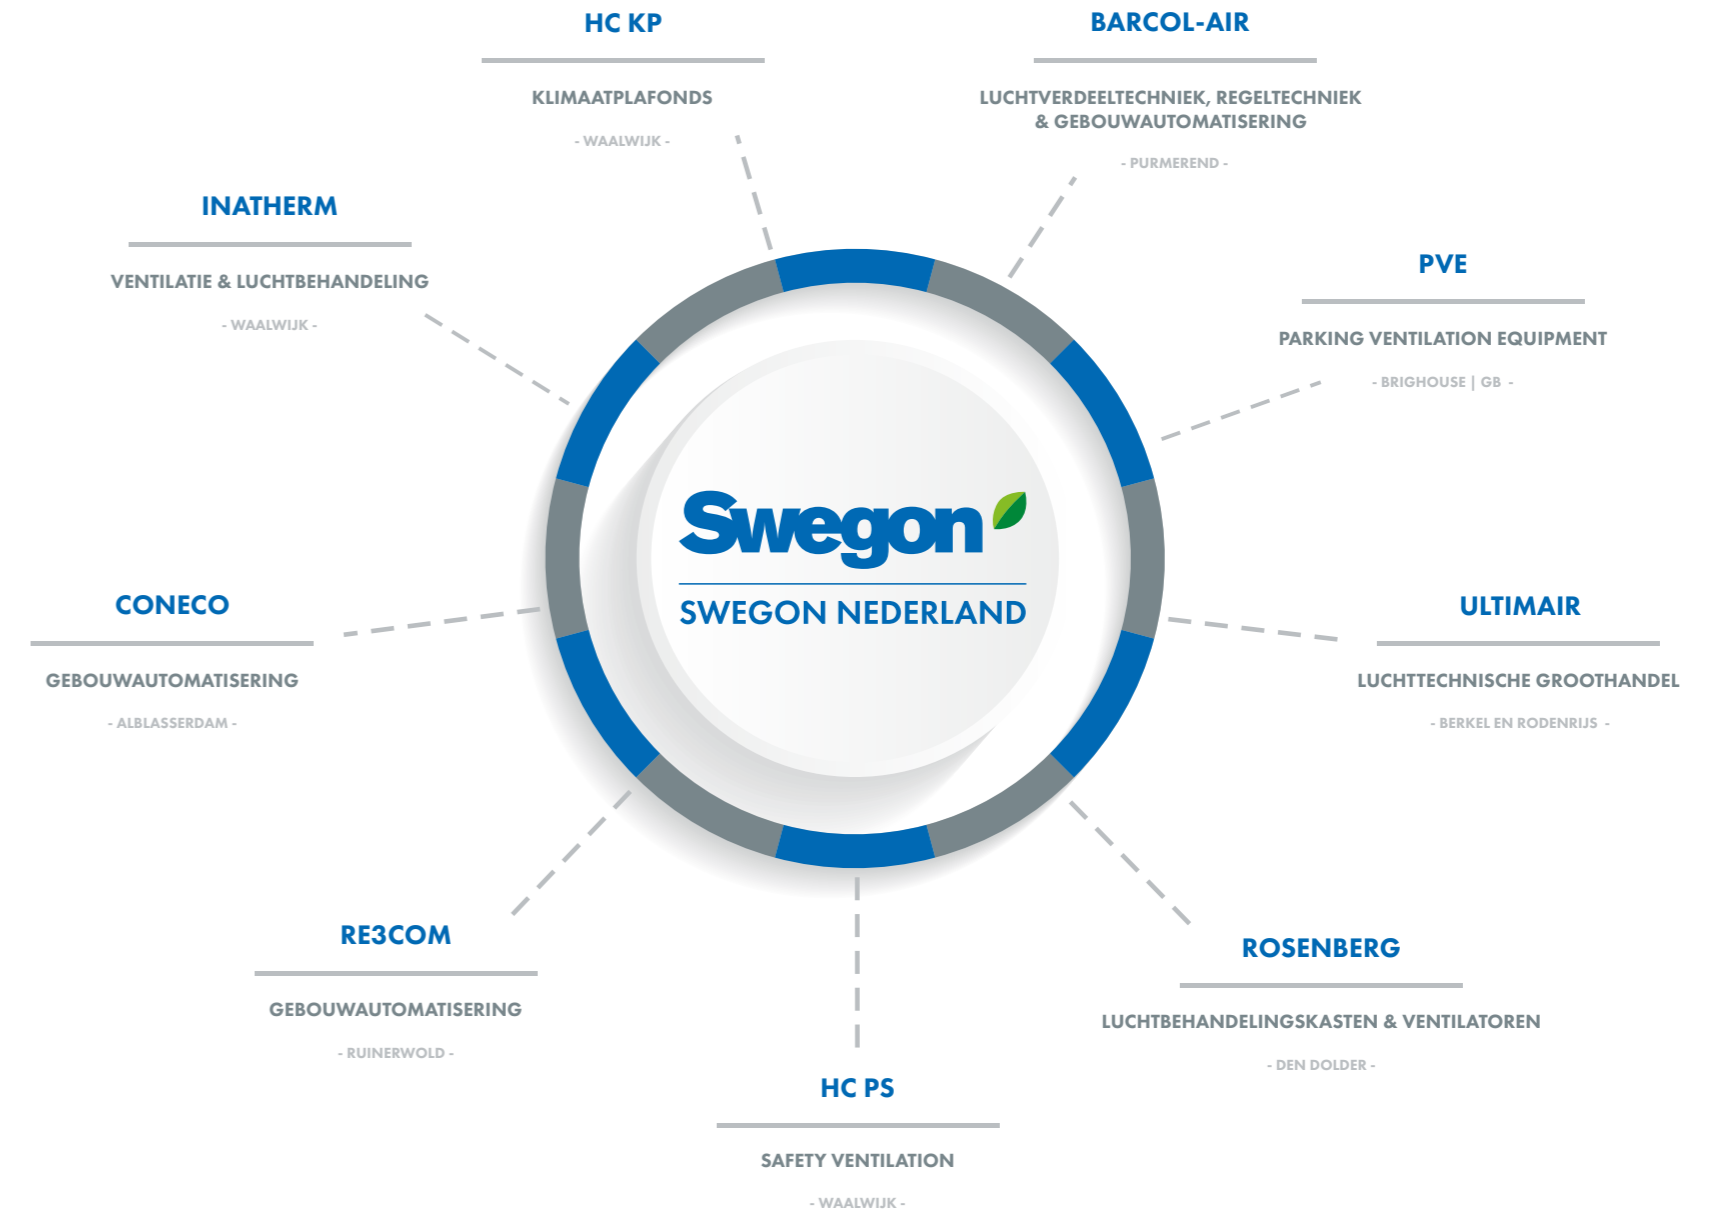 HC KP
KLIMAATPLAFONDS
- WAALWIJK -
BARCOL-AIR
LUCHTVERDEELTECHNIEK, REGELTECHNIEK
& GEBOUWAUTOMATISERING
- PURMEREND -
INATHERM
VENTILATIE & LUCHTBEHANDELING
- WAALWIJK -
PVE
PARKING VENTILATION EQUIPMENT
- BRIGHOUSE | GB -
Swegon
SWEGON NEDERLAND
CONECO
GEBOUWAUTOMATISERING
- ALBLASSERDAM -
ULTIMAIR
LUCHTTECHNISCHE GROOTHANDEL
- BERKEL EN RODENRIJS -
RE3COM
GEBOUWAUTOMATISERING
- RUINERWOLD -
ROSENBERG
LUCHTBEHANDELINGSKASTEN & VENTILATOREN
- DEN DOLDER -
HC PS
SAFETY VENTILATION
- WAALWIJK -